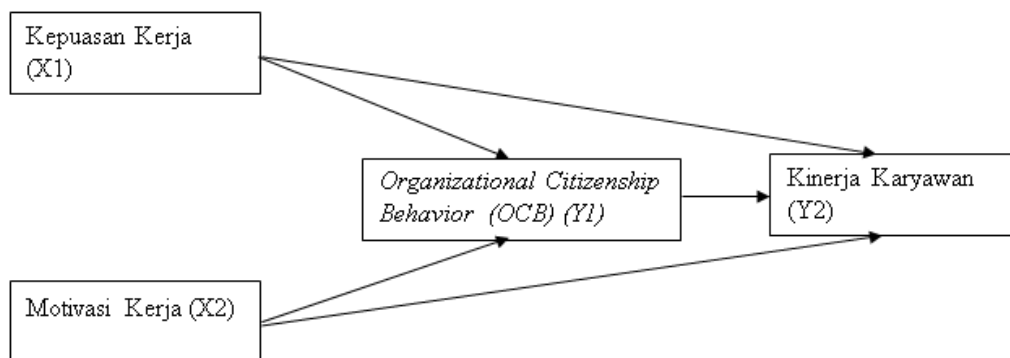 Kepuasan Kerja
(X1)
Organizational Citizenship
Behavior (OCB) (Y1)
Kinerja Karyawan
(Y2)
Motivasi Kerja (X2)